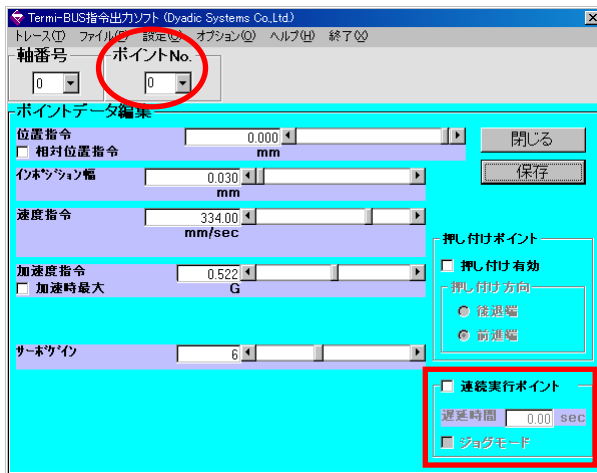 Termi-BUS指令出力ソフト (Dyadic Systems Co.,Ltd.)
トレース(T) ファイル(F) 設定(C) オプション(O) ヘルプ(H) 終了(X)
軸番号 ポイントNo.
0 0
ポイントデータ編集
位置指令 0.000
相対位置指令 mm
閉じる
インポジション幅 0.030
mm
保存
速度指令 334.00
mm/sec
押し付けポイント
押し付け有効
加速度指令 0.522
加速時最大 G
押し付け方向
後退端
前進端
サーボゲイン 6
連続実行ポイント
遅延時間 0.00 sec
ジョグモード